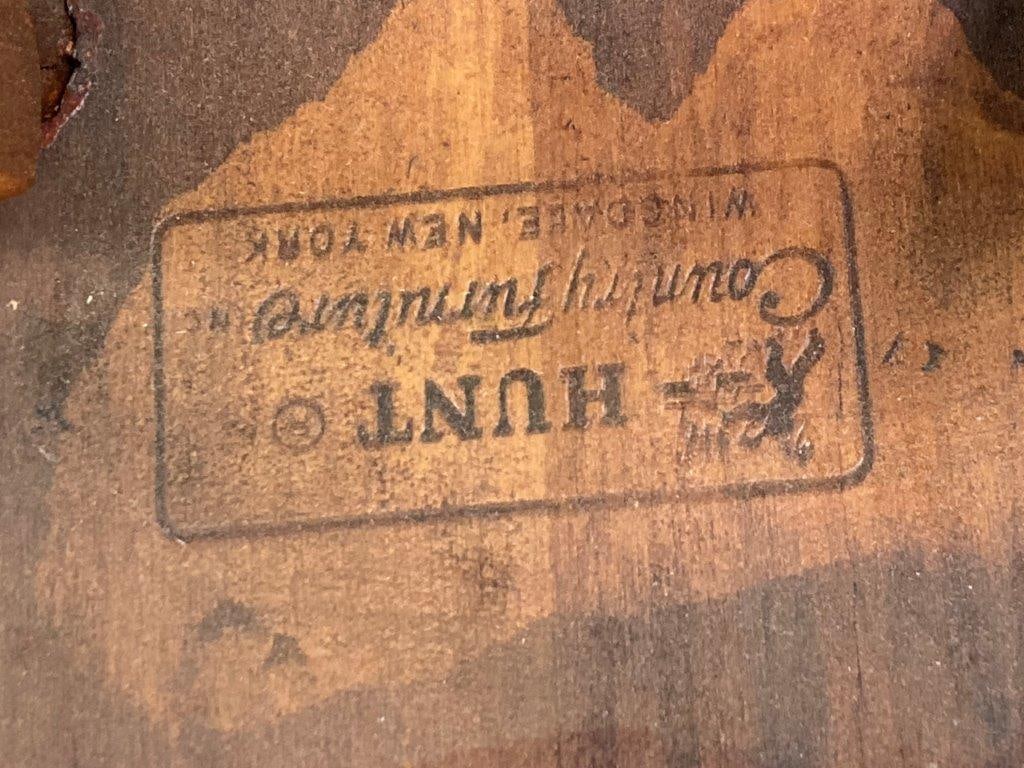 HUNT ©
Country Furniture INC
WINGDALE, NEW YORK